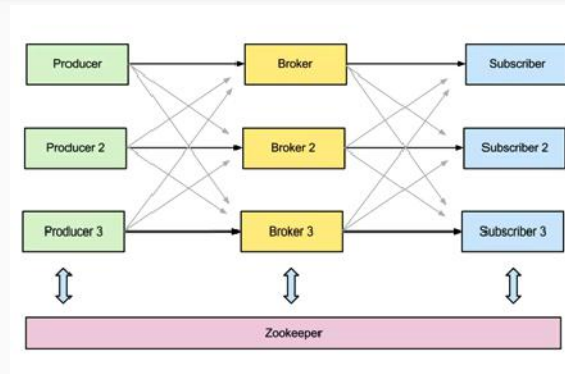 Producer
Broker
Subscriber
Producer 2
Broker 2
Subscriber 2
Producer 3
Broker 3
Subscriber 3
Zookeeper